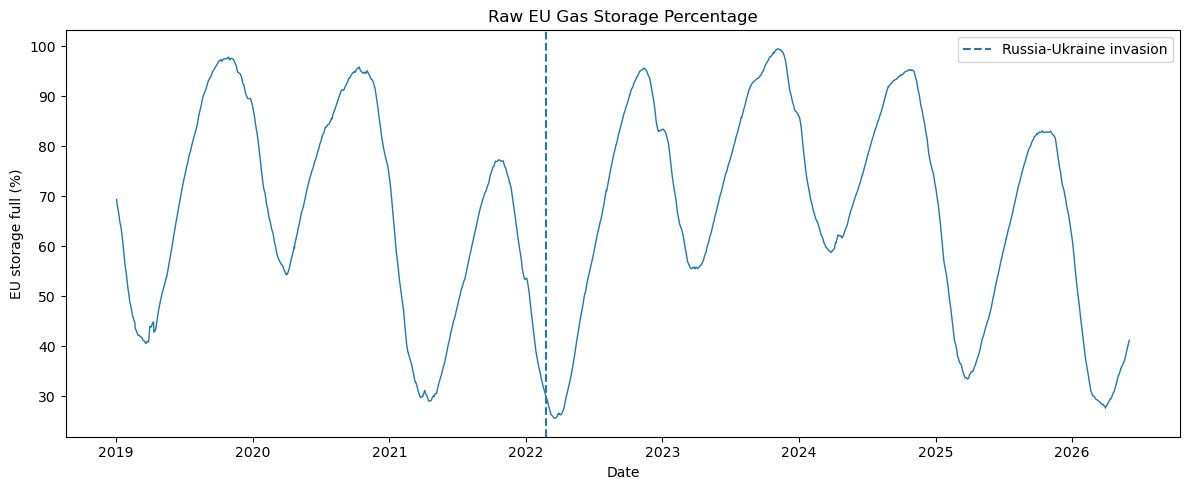 Raw EU Gas Storage Percentage
Russia-Ukraine invasion
EU storage full (%)
100
90
80
70
60
50
40
30
2019 2020 2021 2022 2023 2024 2025 2026
Date